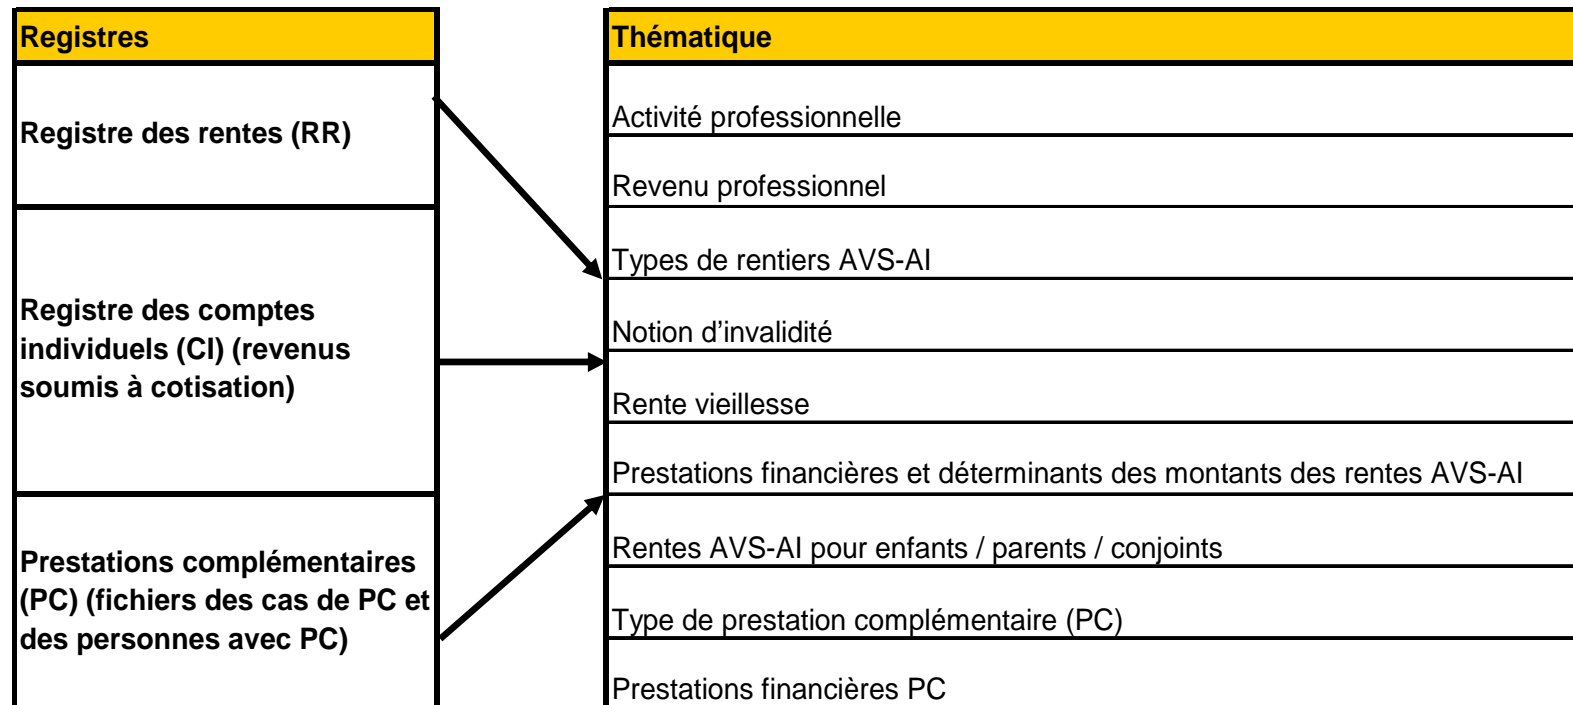 Registres
Registre des rentes (RR)
Registre des comptes
individuels (CI) (revenus
soumis à cotisation)
Prestations complémentaires
(PC) (fichiers des cas de PC et
des personnes avec PC)
Thématique
Activité professionnelle
Revenu professionnel
Types de rentiers AVS-AI
Notion d’invalidité
Rente vieillesse
Prestations financières et déterminants des montants des rentes AVS-AI
Rentes AVS-AI pour enfants / parents / conjoints
Type de prestation complémentaire (PC)
Prestations financières PC